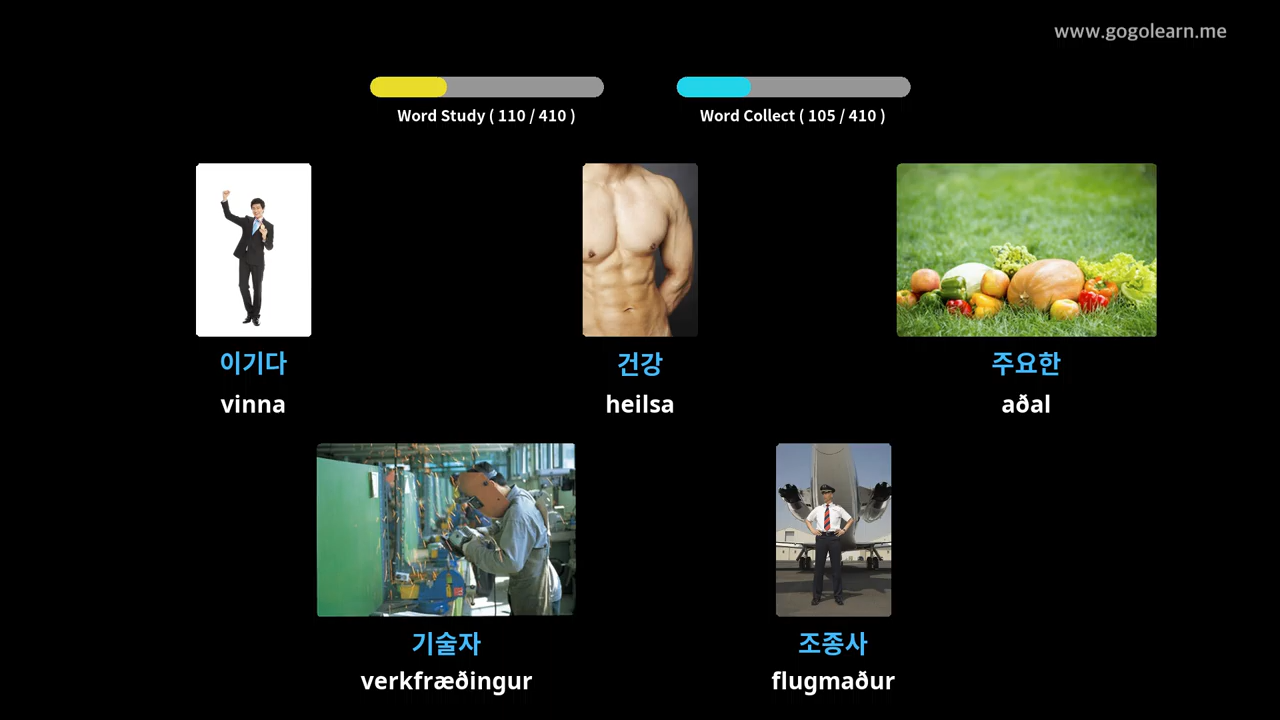 www.gogolearn.me
Word Study ( 110 / 410 )
Word Collect ( 105 / 410 )
이기다
vinna
건강
heilsa
주요한
aðal
기술자
verkfræðingur
조종사
flugmaður